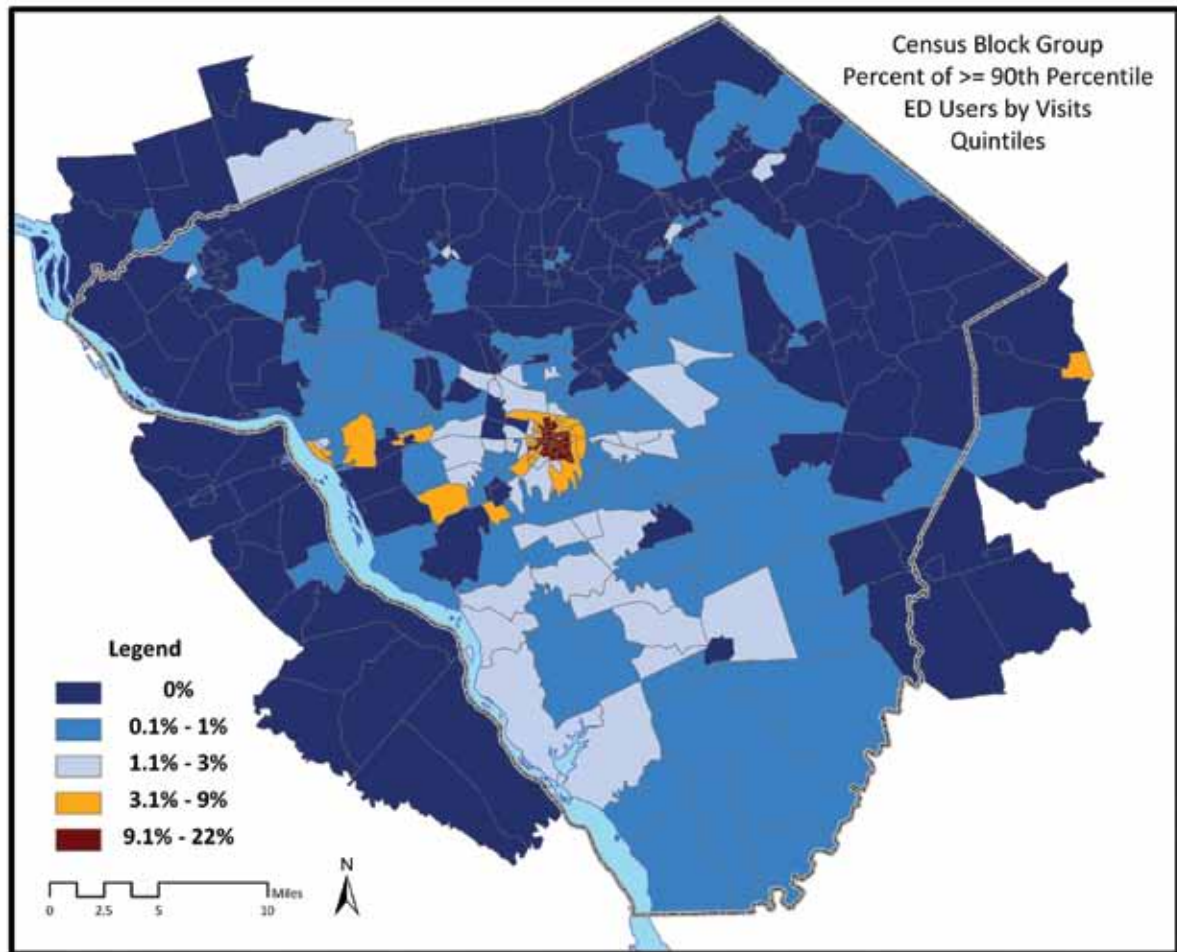 Census Block Group
Percent of >= 90th Percentile
ED Users by Visits
Quintiles
Legend
0%
0.1% - 1%
1.1% - 3%
3.1% - 9%
9.1% - 22%
N
Miles
0 2.5 5 10